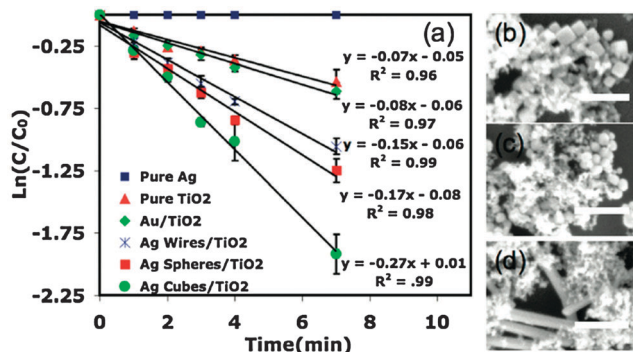 (a)
(b)
(c)
(d)
Ln(C/C0)
-0.25
-0.75
-1.25
-1.75
-2.25
0
2
4
6
8
10
Time(min)
Pure Ag
Pure TiO2
Au/TiO2
Ag Wires/TiO2
Ag Spheres/TiO2
Ag Cubes/TiO2
y = -0.07x - 0.05
R² = 0.96
y = -0.08x - 0.06
R² = 0.97
y = -0.15x - 0.06
R² = 0.99
y = -0.17x - 0.08
R² = 0.98
y = -0.27x + 0.01
R² = .99